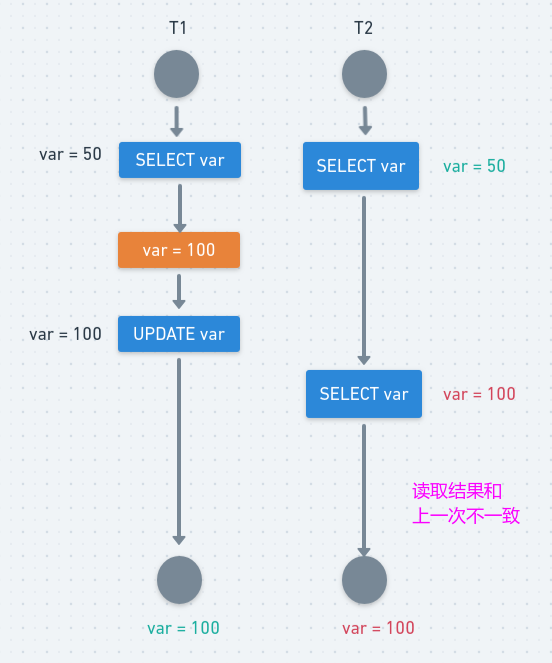 T1
T2
var = 50
SELECT var
SELECT var
var = 50
var = 100
var = 100
UPDATE var
SELECT var
var = 100
读取结果和
上一次不一致
var = 100
var = 100